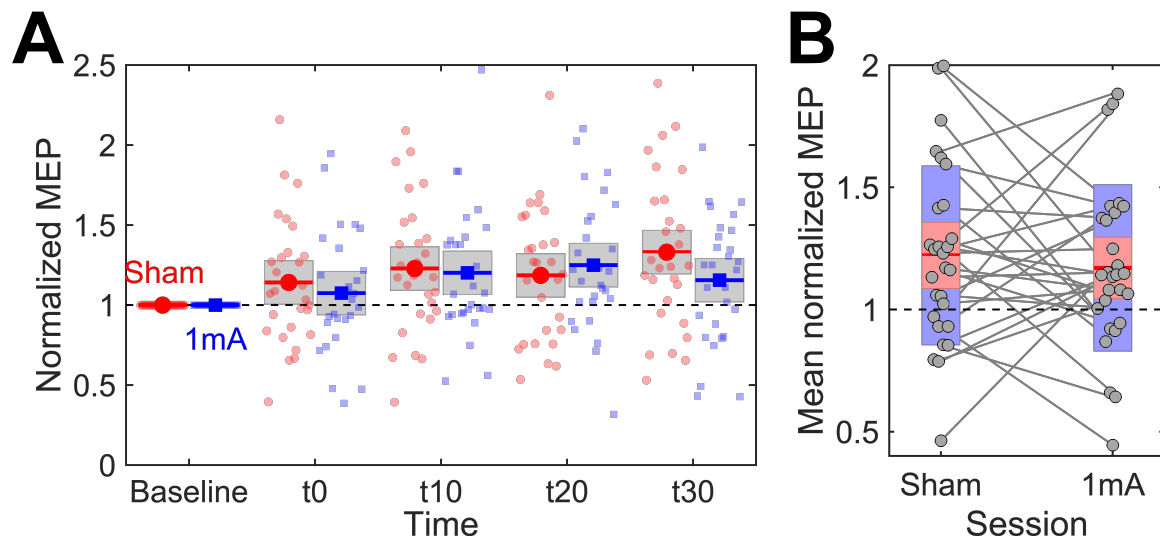 A
Normalized MEP
2.5
2
1.5
1
0.5
0
Sham
1mA
Baseline t0 t10 t20 t30
Time
B
Mean normalized MEP
2
1.5
1
0.5
Sham 1mA
Session